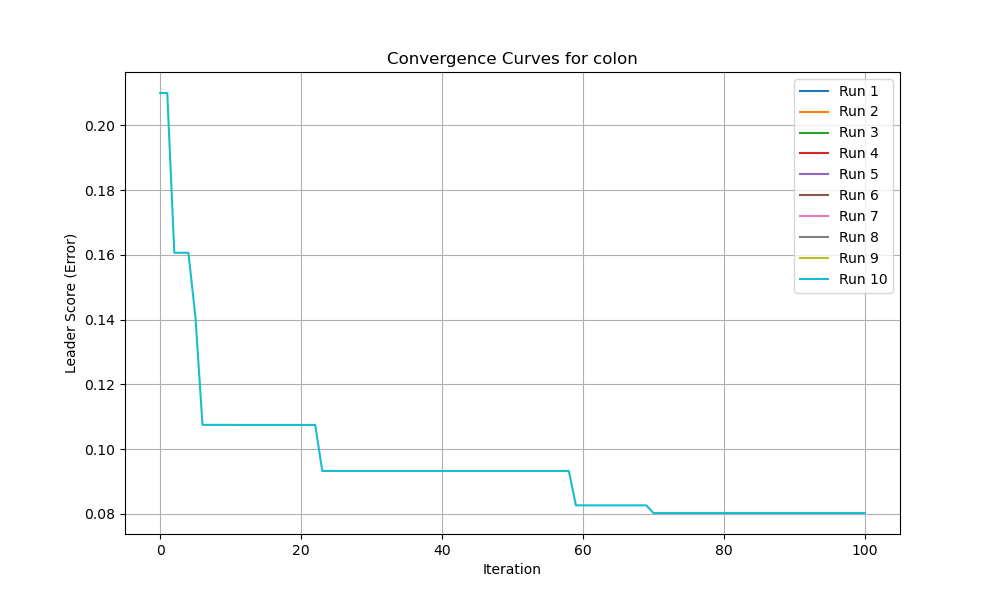 Convergence Curves for colon
Leader Score (Error)
0.20
0.18
0.16
0.14
0.12
0.10
0.08
0
20
40
60
80
100
Iteration
Run 1
Run 2
Run 3
Run 4
Run 5
Run 6
Run 7
Run 8
Run 9
Run 10